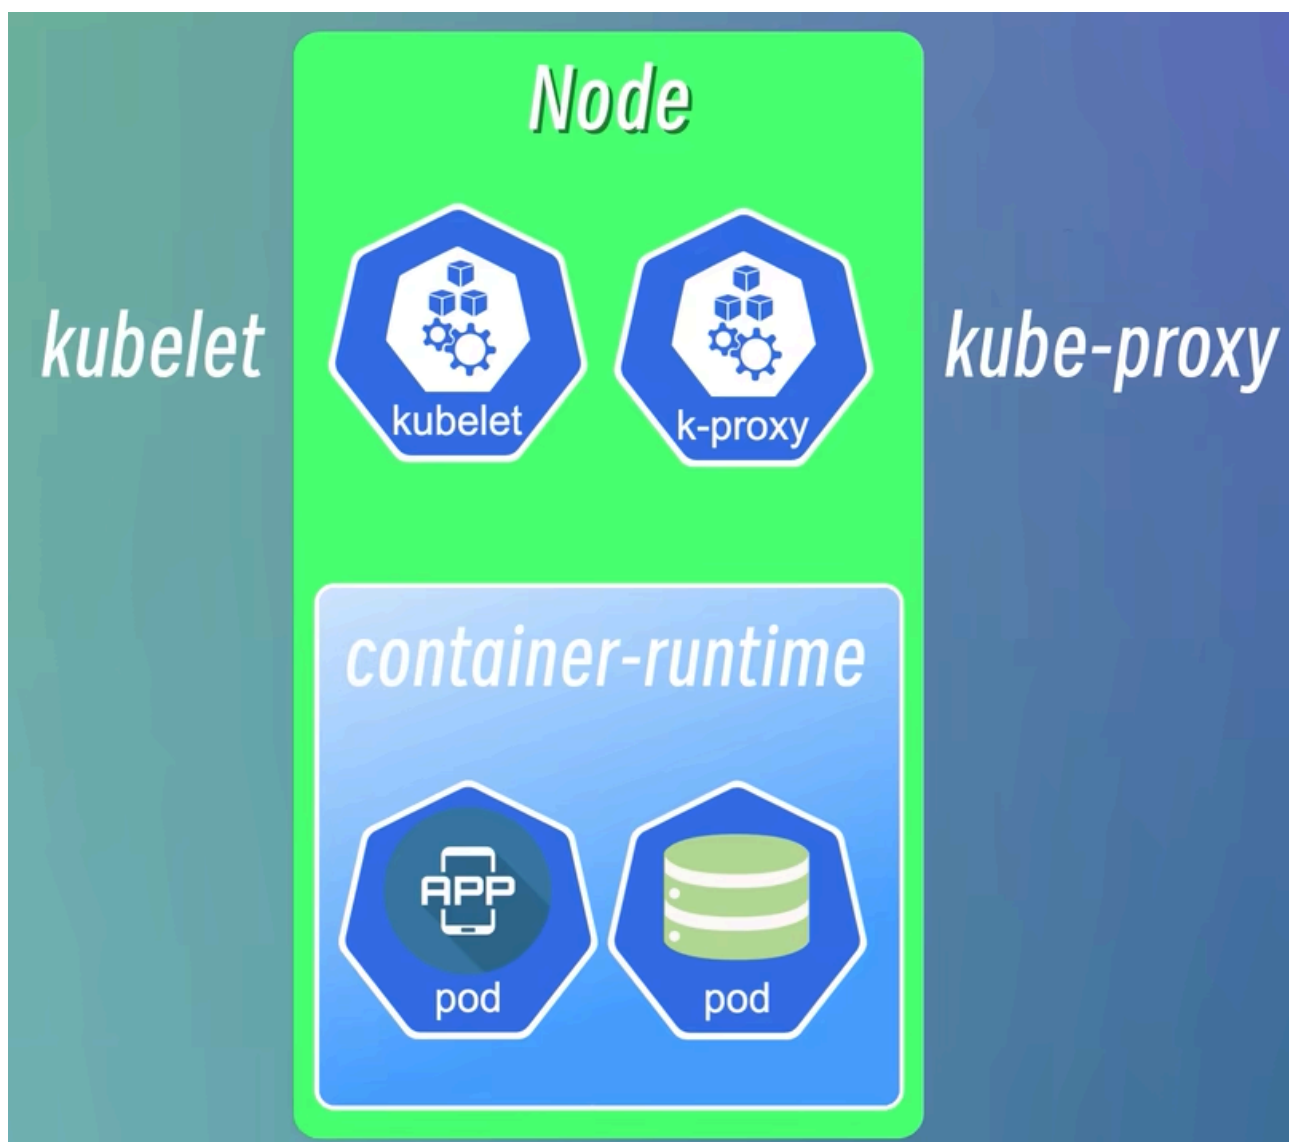 Node
kubelet
kubelet
k-proxy
kube-proxy
container-runtime
APP
pod
pod